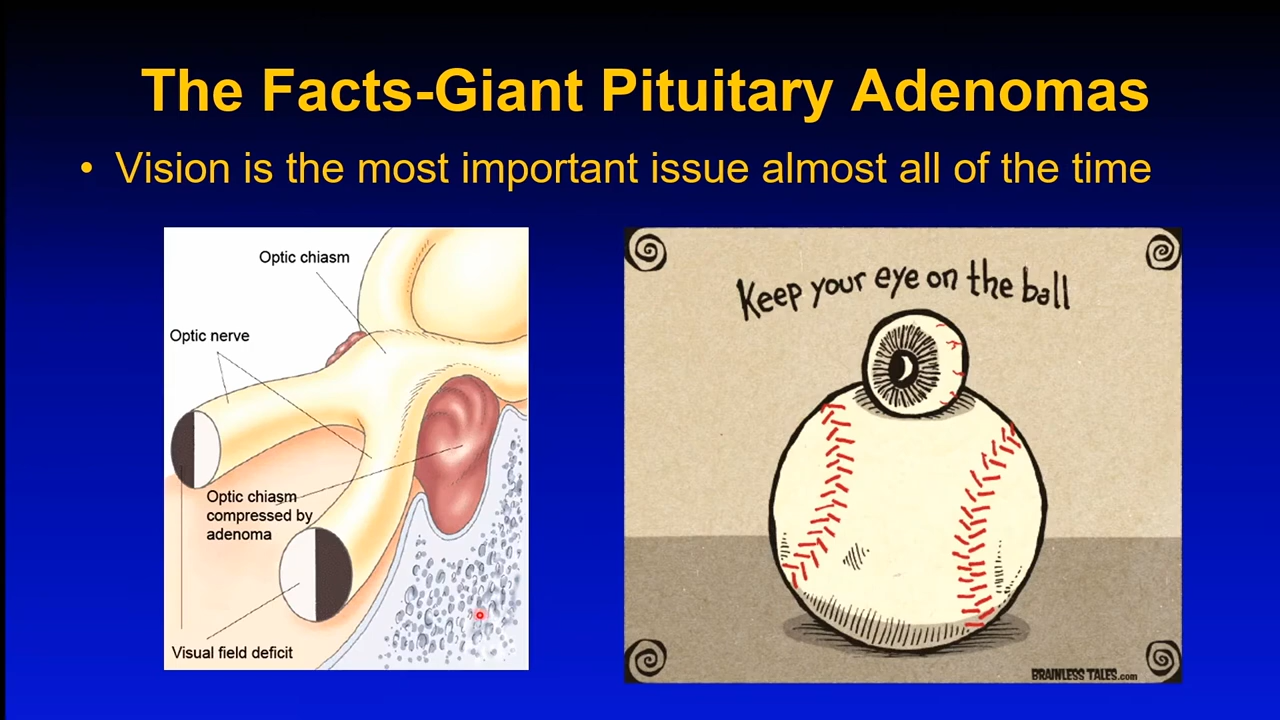 The Facts-Giant Pituitary Adenomas
• Vision is the most important issue almost all of the time
Optic chiasm
Optic nerve
Optic chiasm
compressed by
adenoma
Visual field deficit
Keep your eye on the ball
BRAINLESS TALES.com